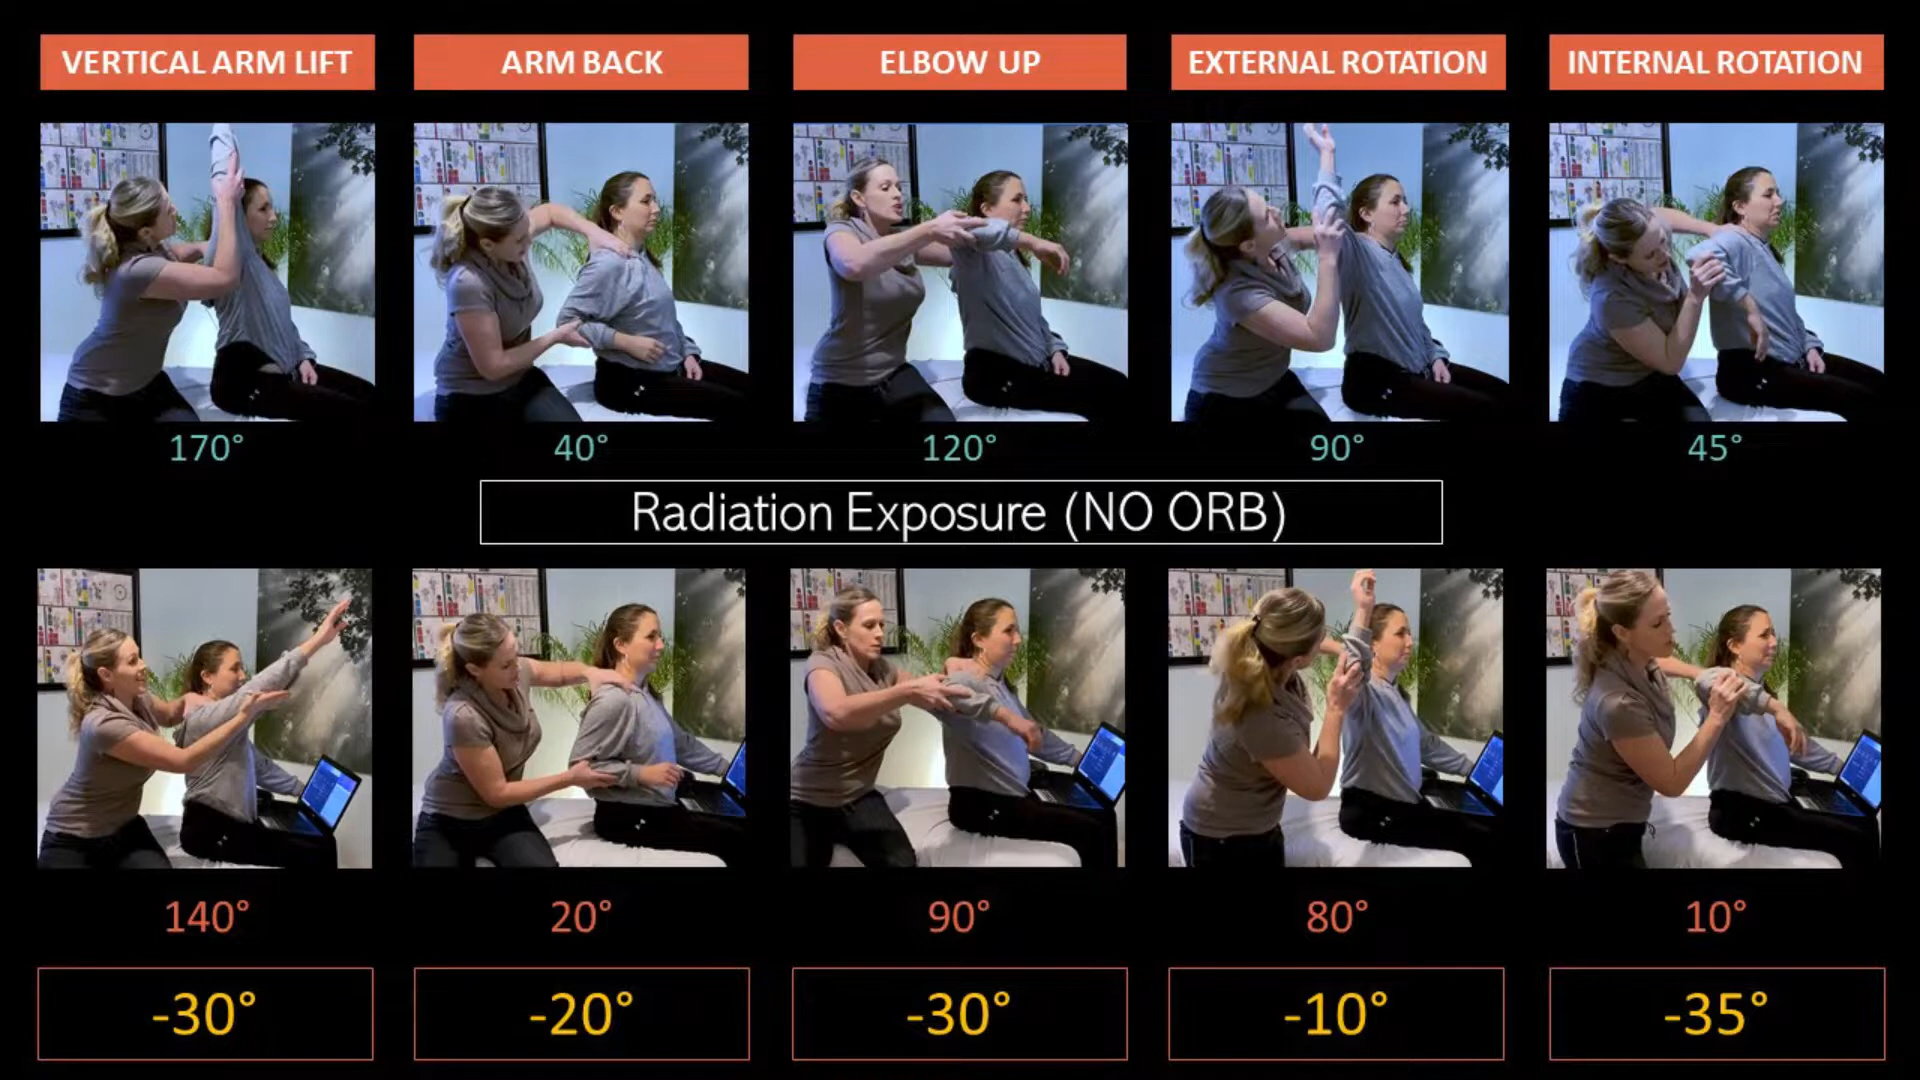 VERTICAL ARM LIFT
ARM BACK
ELBOW UP
EXTERNAL ROTATION
INTERNAL ROTATION
170°
40°
120°
90°
45°
Radiation Exposure (NO ORB)
140°
20°
90°
80°
10°
-30°
-20°
-30°
-10°
-35°